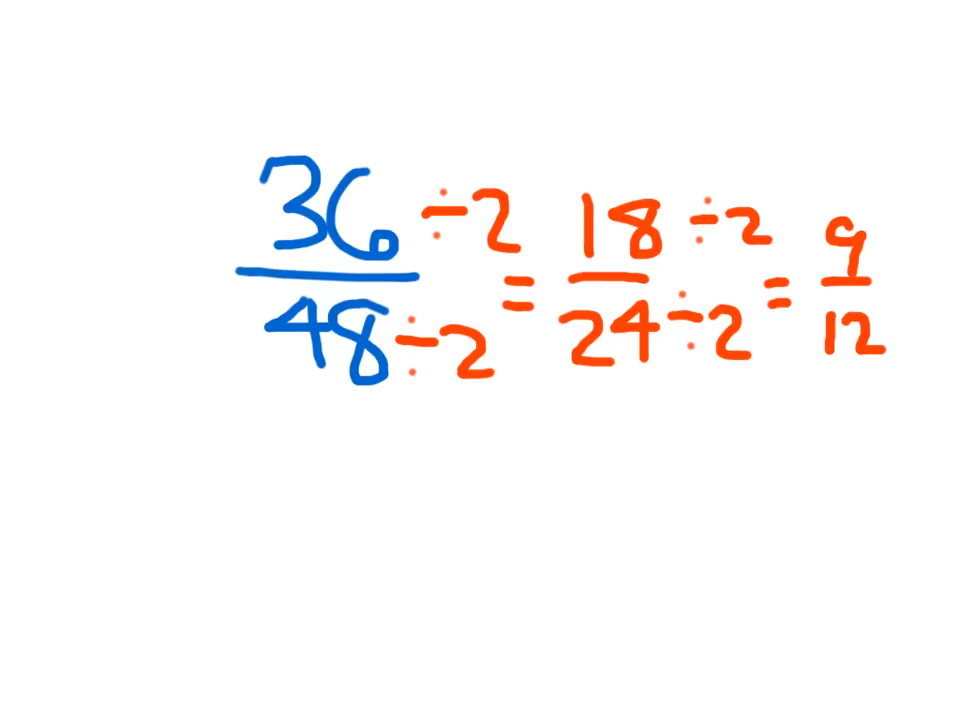 36 ÷2 = 18 ÷2 = 9
48 ÷2 24 ÷2 12